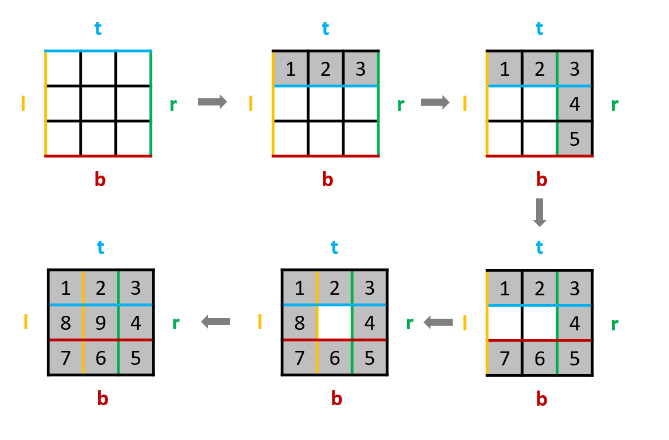 t t t
1 2 3 1 2 3
l r l r l 4 r
5
b b b
t t t
1 2 3 1 2 3 1 2 3
l 8 9 4 r l 8 4 r l 4 r
7 6 5 7 6 5 7 6 5
b b b